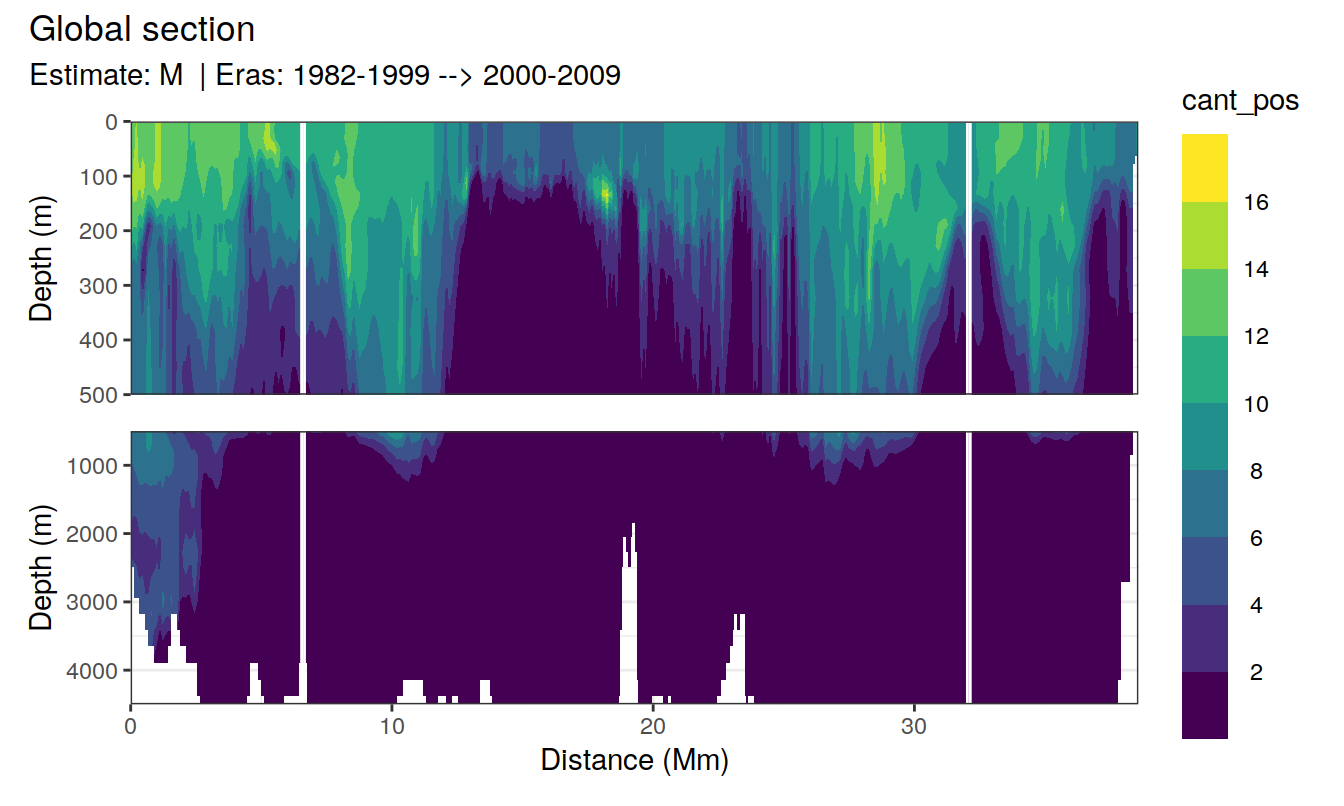 Global section
Estimate: M | Eras: 1982-1999 --> 2000-2009
cant_pos
16
14
12
10
8
6
4
2
Depth (m)
0
100
200
300
400
500
Depth (m)
1000
2000
3000
4000
0 10 20 30
Distance (Mm)